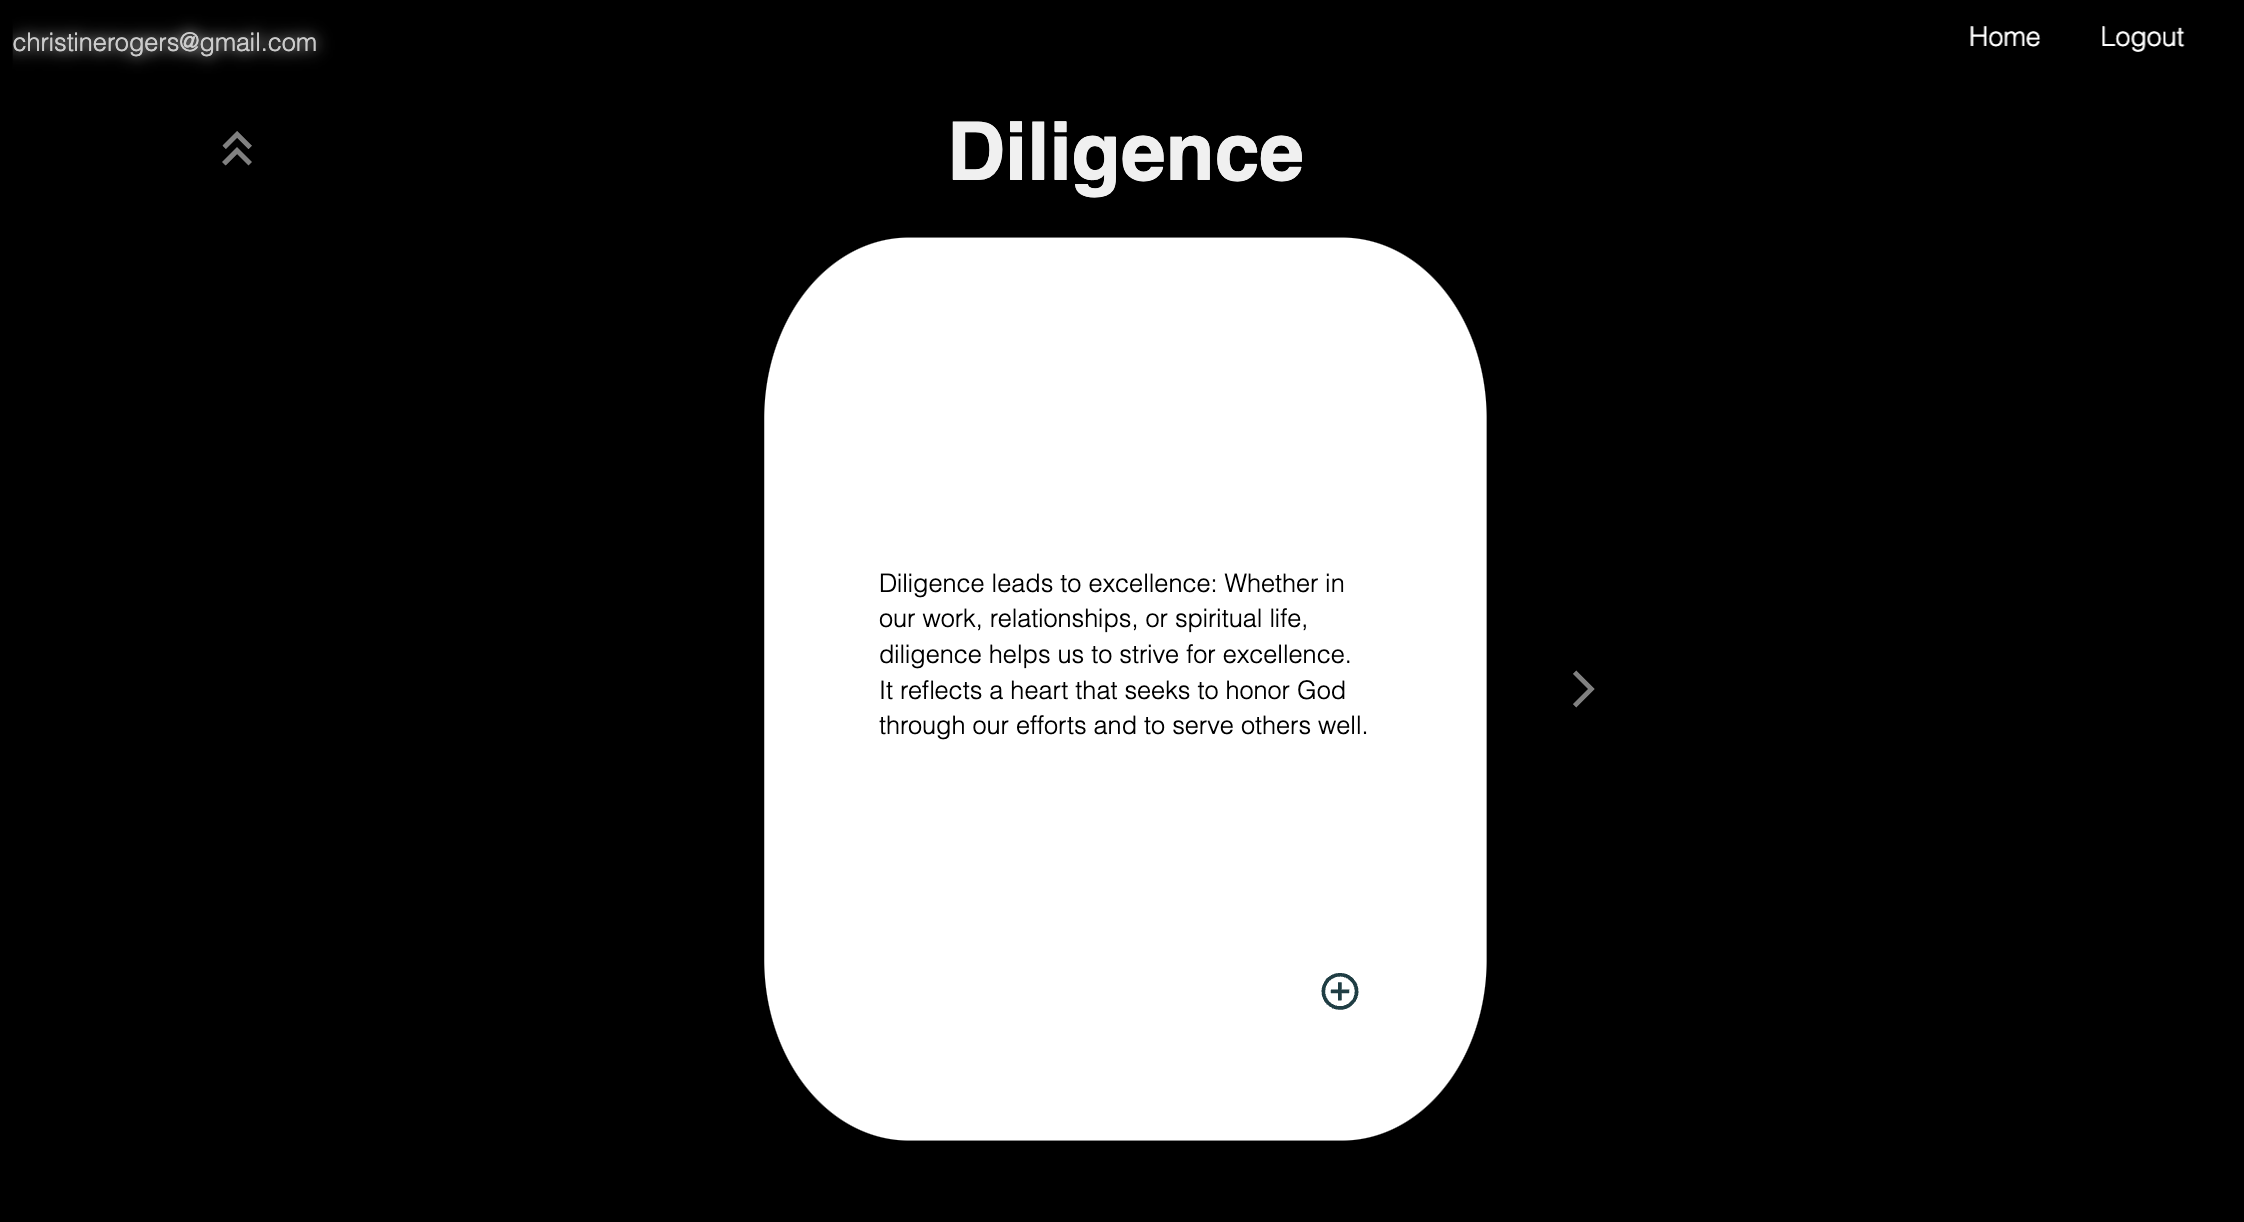 christinerogers@gmail.com
Home
Logout
Diligence
Diligence leads to excellence: Whether in
our work, relationships, or spiritual life,
diligence helps us to strive for excellence.
It reflects a heart that seeks to honor God
through our efforts and to serve others well.